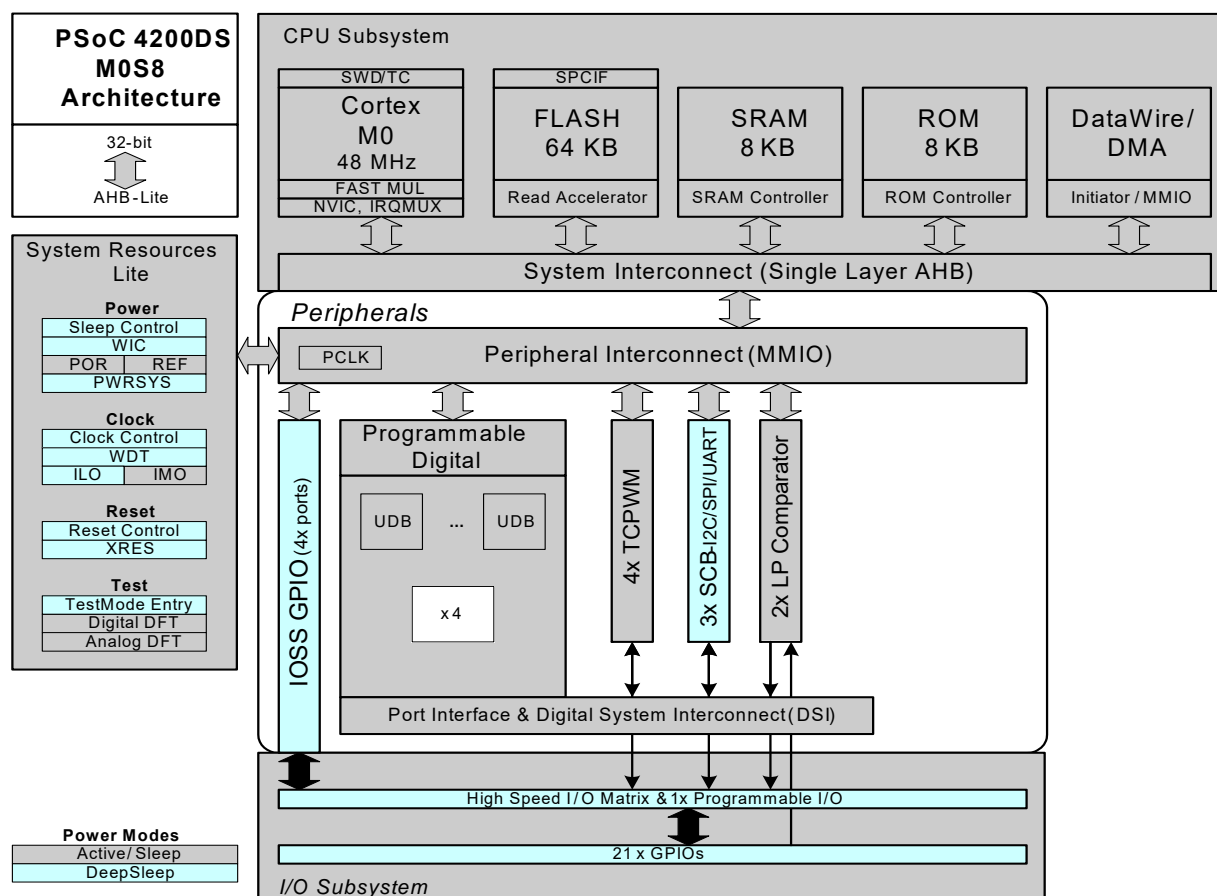 PSoC 4200DS
M0S8
Architecture
32-bit
AHB-Lite
CPU Subsystem
SWD/TC
Cortex
M0
48 MHz
FAST MUL
NVIC, IRQMUX
SPCIF
FLASH
64 KB
Read Accelerator
SRAM
8 KB
SRAM Controller
ROM
8 KB
ROM Controller
DataWire/
DMA
Initiator / MMIO
System Interconnect (Single Layer AHB)
System Resources
Lite
Power
Sleep Control
WIC
POR
REF
PWRSYS
Clock
Clock Control
WDT
ILO
IMO
Reset
Reset Control
XRES
Test
TestMode Entry
Digital DFT
Analog DFT
Peripherals
PCLK
Peripheral Interconnect (MMIO)
IOSS GPIO (4x ports)
Programmable
Digital
UDB
...
UDB
x 4
4x TCPWM
3x SCB-I2C/SPI/UART
2x LP Comparator
Port Interface & Digital System Interconnect (DSI)
High Speed I/O Matrix & 1x Programmable I/O
21 x GPIOs
I/O Subsystem
Power Modes
Active/ Sleep
DeepSleep